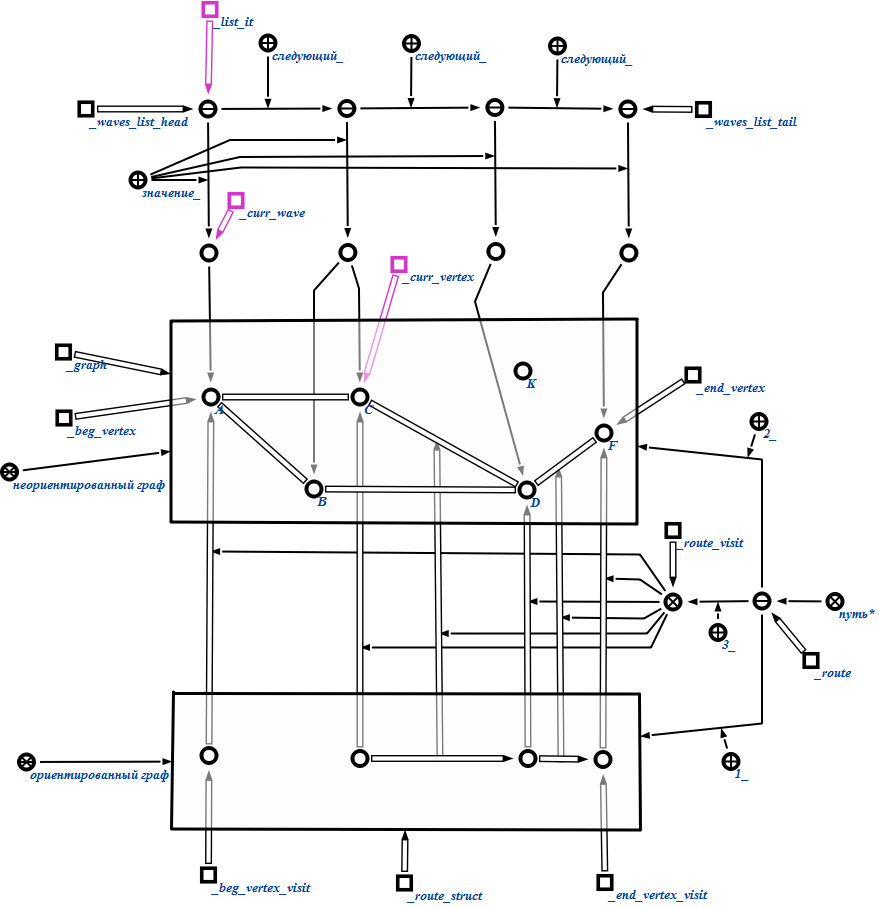 _list_it
следующий_
следующий_
следующий_
_waves_list_head
_waves_list_tail
значение_
_curr_wave
_curr_vertex
_graph
K
_end_vertex
A
C
_beg_vertex
2_
F
неориентированный граф
B
D
_route_visit
путь*
3_
_route
ориентированный граф
1_
_beg_vertex_visit
_route_struct
_end_vertex_visit